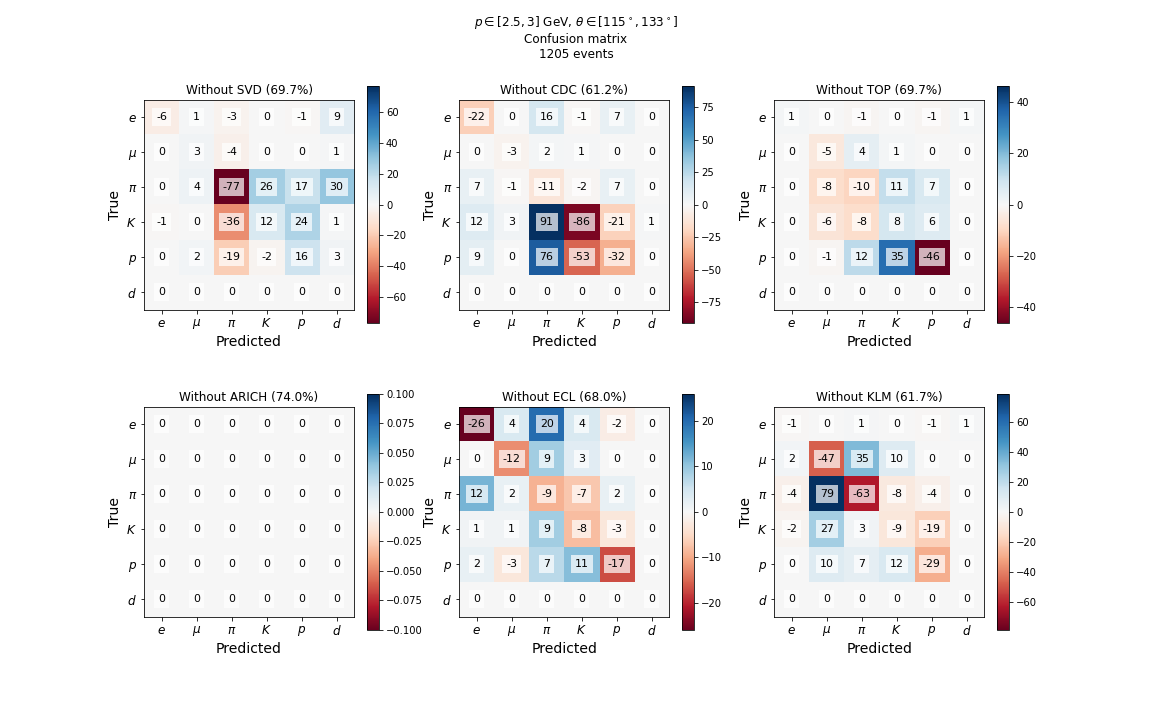 p ∈ [2.5, 3] GeV, θ ∈ [115°, 133°]
Confusion matrix
1205 events
Without SVD (69.7%)
e -6 1 -3 0 -1 9
μ 0 3 -4 0 0 1
π 0 4 -77 26 17 30
K -1 0 -36 12 24 1
p 0 2 -19 -2 16 3
d 0 0 0 0 0 0
e μ π K p d
True
Predicted
60
40
20
0
−20
−40
−60
Without CDC (61.2%)
e -22 0 16 -1 7 0
μ 0 -3 2 1 0 0
π 7 -1 -11 -2 7 0
K 12 3 91 -86 -21 1
p 9 0 76 -53 -32 0
d 0 0 0 0 0 0
e μ π K p d
True
Predicted
75
50
25
0
−25
−50
−75
Without TOP (69.7%)
e 1 0 -1 0 -1 1
μ 0 -5 4 1 0 0
π 0 -8 -10 11 7 0
K 0 -6 -8 8 6 0
p 0 -1 12 35 -46 0
d 0 0 0 0 0 0
e μ π K p d
True
Predicted
40
20
0
−20
−40
Without ARICH (74.0%)
e 0 0 0 0 0 0
μ 0 0 0 0 0 0
π 0 0 0 0 0 0
K 0 0 0 0 0 0
p 0 0 0 0 0 0
d 0 0 0 0 0 0
e μ π K p d
True
Predicted
0.100
0.075
0.050
0.025
0.000
−0.025
−0.050
−0.075
−0.100
Without ECL (68.0%)
e -26 4 20 4 -2 0
μ 0 -12 9 3 0 0
π 12 2 -9 -7 2 0
K 1 1 9 -8 -3 0
p 2 -3 7 11 -17 0
d 0 0 0 0 0 0
e μ π K p d
True
Predicted
20
10
0
−10
−20
Without KLM (61.7%)
e -1 0 1 0 -1 1
μ 2 -47 35 10 0 0
π -4 79 -63 -8 -4 0
K -2 27 3 -9 -19 0
p 0 10 7 12 -29 0
d 0 0 0 0 0 0
e μ π K p d
True
Predicted
60
40
20
0
−20
−40
−60